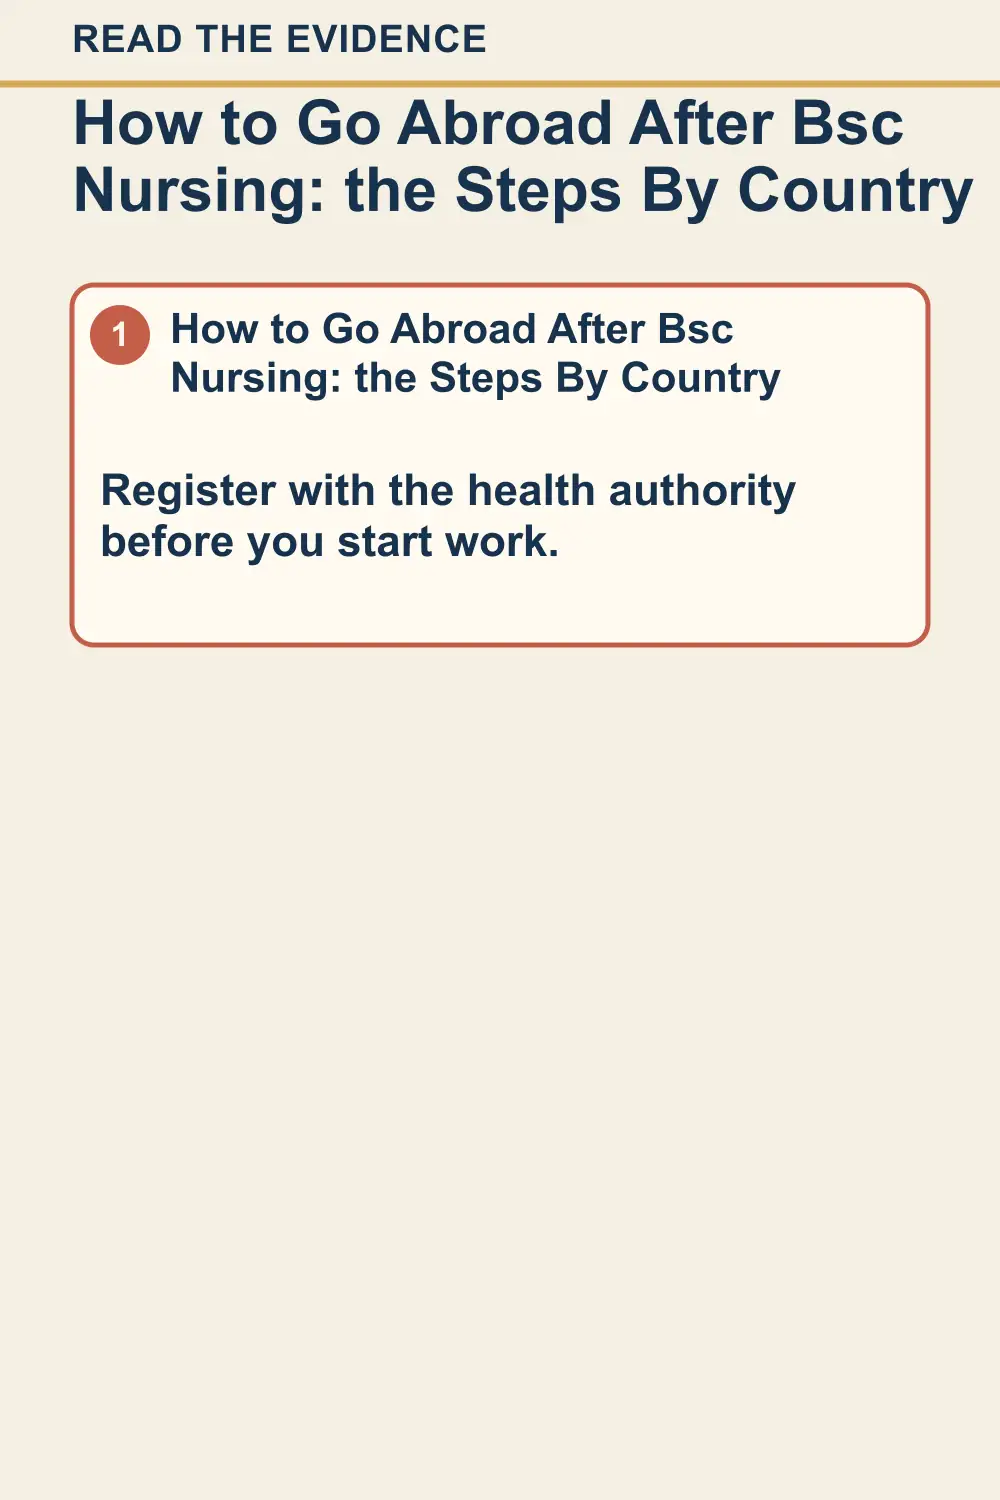 READ THE EVIDENCE
How to Go Abroad After Bsc
Nursing: the Steps By Country
1
How to Go Abroad After Bsc
Nursing: the Steps By Country
Register with the health authority
before you start work.